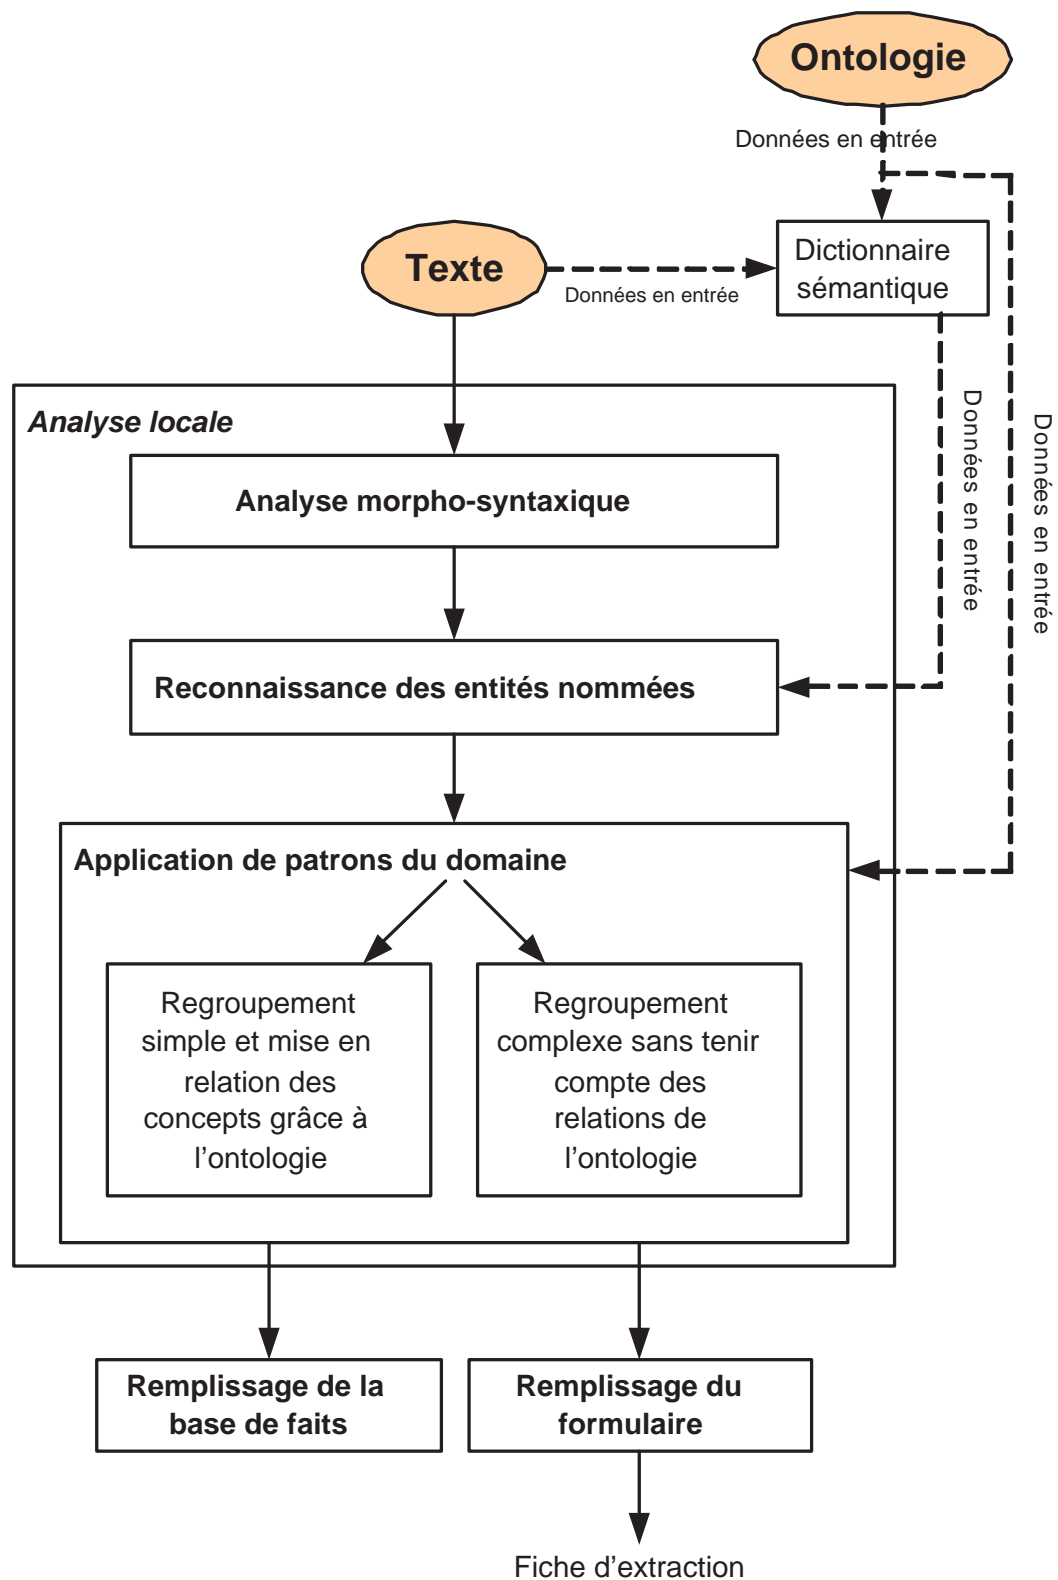 Ontologie
Données en entrée
Texte
Données en entrée
Dictionnaire
sémantique
Analyse locale
Données en entrée
Données en entrée
Analyse morpho-syntaxique
Reconnaissance des entités nommées
Application de patrons du domaine
Regroupement
simple et mise en
relation des
concepts grâce à
l’ontologie
Regroupement
complexe sans tenir
compte des
relations de
l’ontologie
Remplissage de la
base de faits
Remplissage du
formulaire
Fiche d'extraction